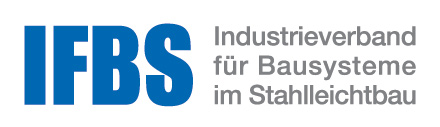 IFBS
Industrieverband
für Bausysteme
im Stahlleichtbau